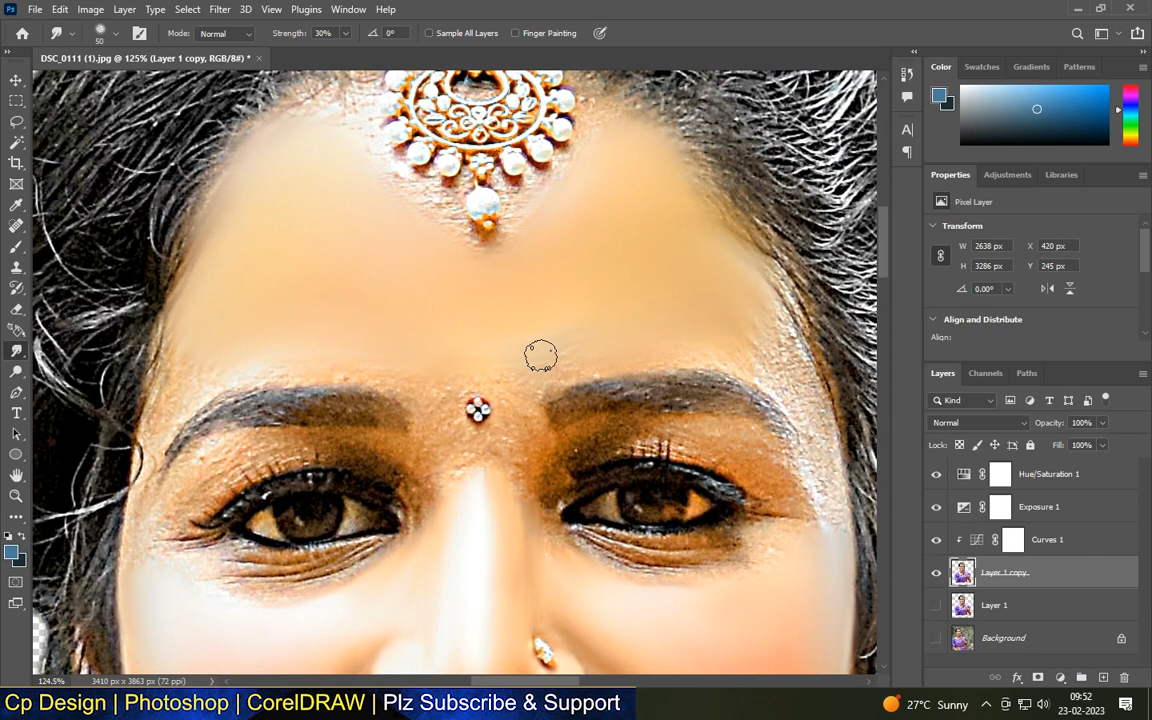 Ps File Edit Image Layer Type Select Filter 3D View Plugins Window Help
50 Mode: Normal Strength: 30% 0° Sample All Layers Finger Painting
DSC_0111 (1).jpg @ 125% (Layer 1 copy, RGB/8#) * ×
Color Swatches Gradients Patterns
Properties Adjustments Libraries
Pixel Layer
Transform
W 2638 px X 420 px
H 3286 px Y 245 px
0.00°
Align and Distribute
Align:
Layers Channels Paths
Kind
Normal Opacity: 100%
Lock: Fill: 100%
Hue/Saturation 1
Exposure 1
Curves 1
Layer 1 copy
Layer 1
Background
124.5% 3410 px x 3863 px (72 ppi)
Cp Design | Photoshop | CorelDRAW | Plz Subscribe & Support
27°C Sunny
09:52
23-02-2023